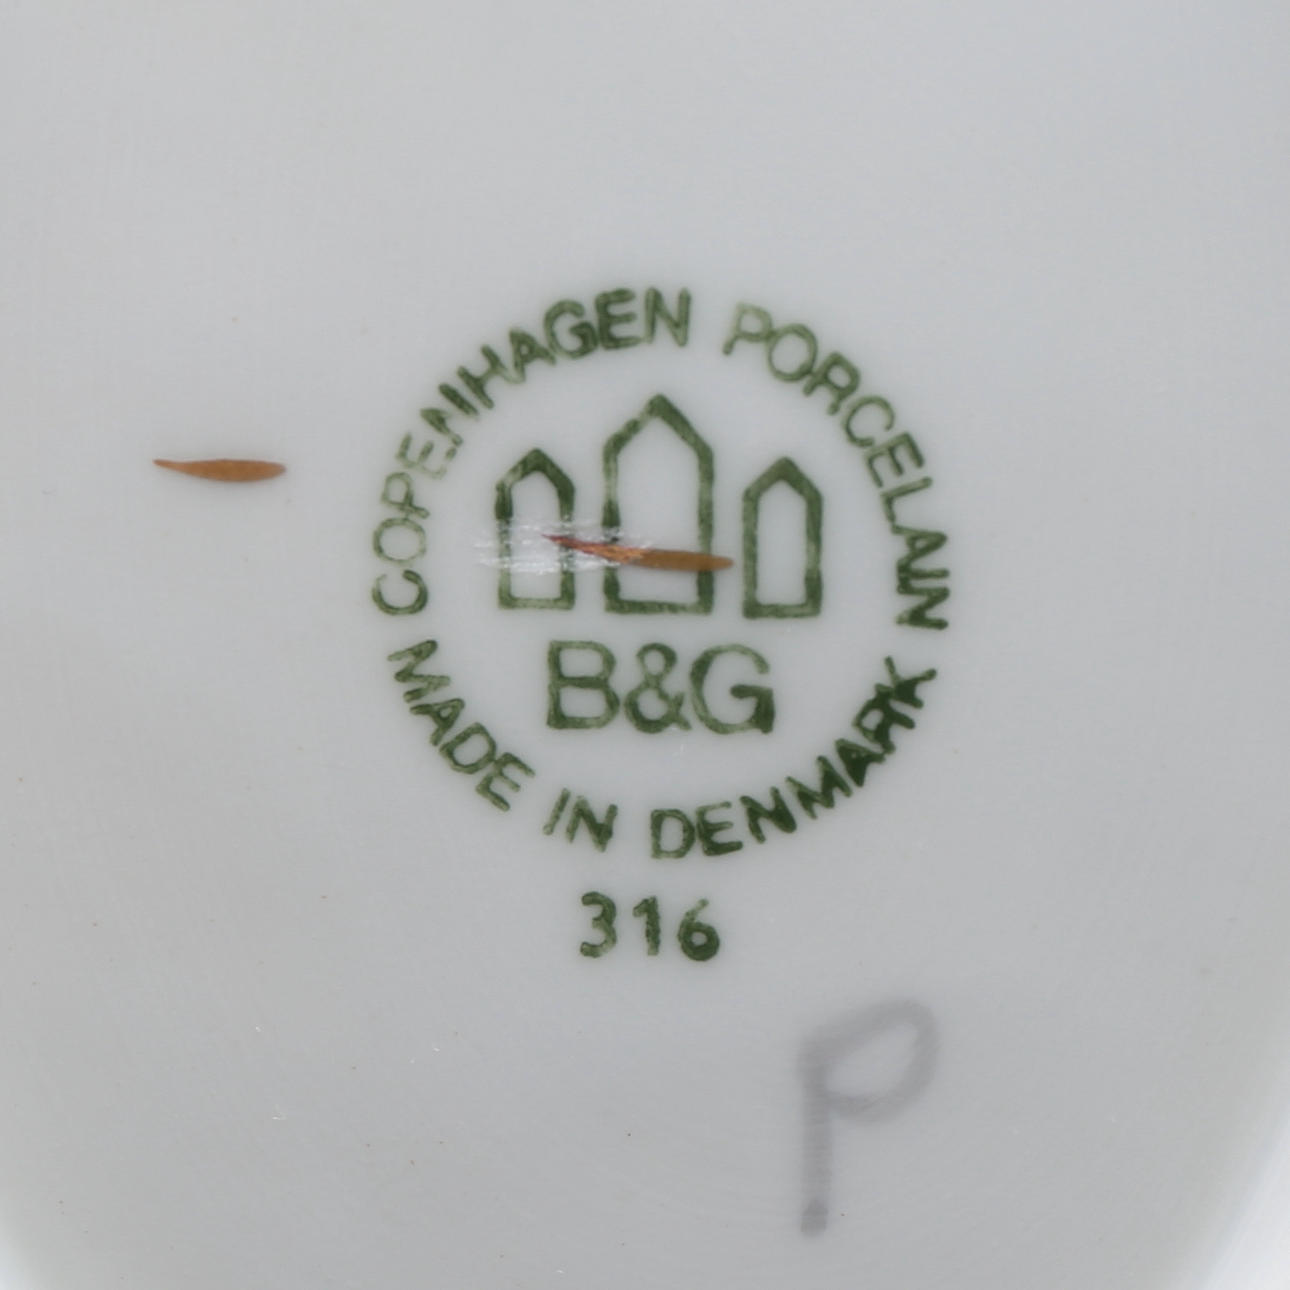 COPENHAGEN PORCELAIN
B&G
MADE IN DENMARK
316
P